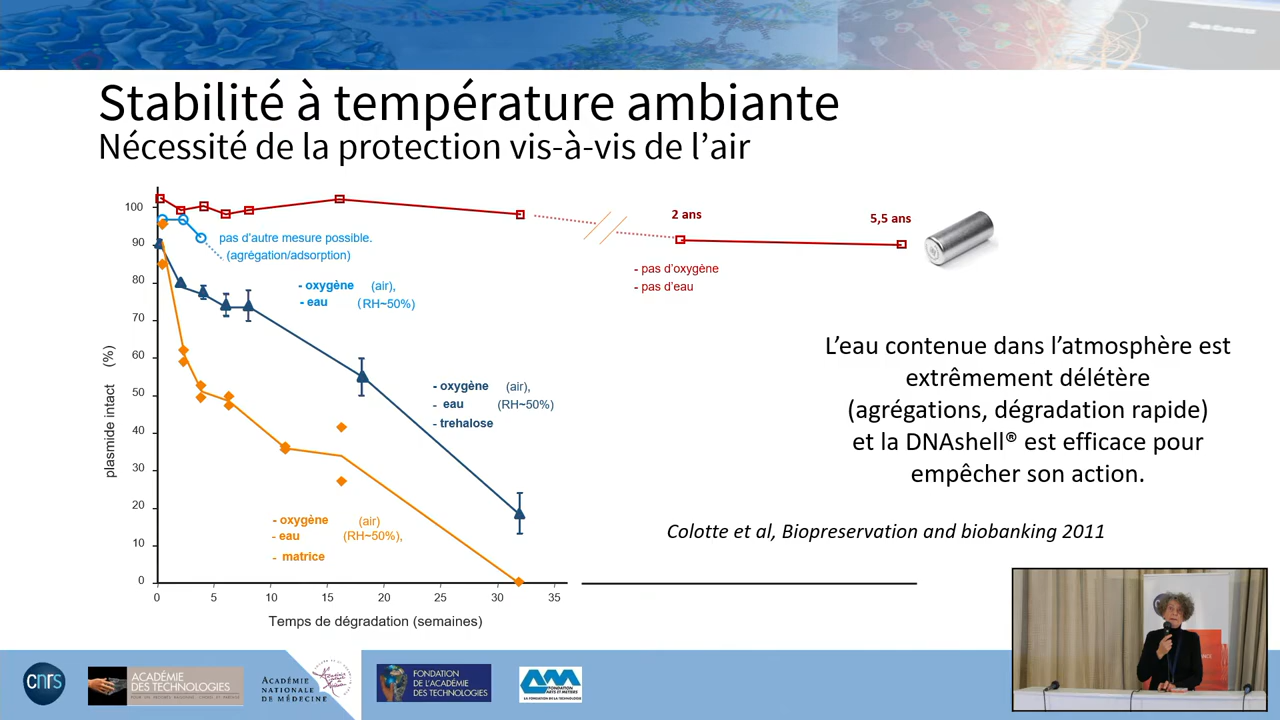 Stabilité à température ambiante
Nécessité de la protection vis-à-vis de l’air
plasmide intact (%)
100
90
80
70
60
50
40
30
20
10
0
0 5 10 15 20 25 30 35
Temps de dégradation (semaines)
pas d’autre mesure possible.
(agrégation/adsorption)
- oxygène (air),
- eau (RH~50%)
- oxygène (air),
- eau (RH~50%)
- trehalose
- oxygène (air)
- eau (RH~50%),
- matrice
2 ans
5,5 ans
- pas d’oxygène
- pas d’eau
L’eau contenue dans l’atmosphère est
extrêmement délétère
(agrégations, dégradation rapide)
et la DNAshell® est efficace pour
empêcher son action.
Colotte et al, Biopreservation and biobanking 2011
cnrs
ACADÉMIE
DES TECHNOLOGIES
ACADÉMIE
NATIONALE
DE MÉDECINE
FONDATION
DE L’ACADÉMIE
DES TECHNOLOGIES
FONDATION
ARTS ET MÉTIERS